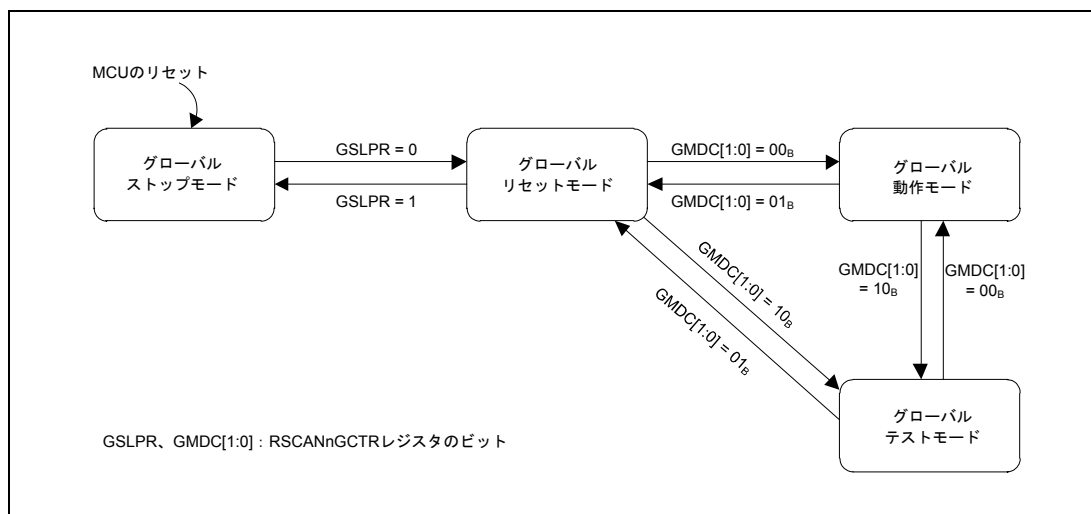 MCUのリセット
グローバル
ストップモード
GSLPR = 0
GSLPR = 1
グローバル
リセットモード
GMDC[1:0] = 00B
GMDC[1:0] = 01B
グローバル
動作モード
GMDC[1:0] = 10B
GMDC[1:0] = 01B
GMDC[1:0]
= 10B
GMDC[1:0]
= 00B
グローバル
テストモード
GSLPR、GMDC[1:0]：RSCANnGCTRレジスタのビット